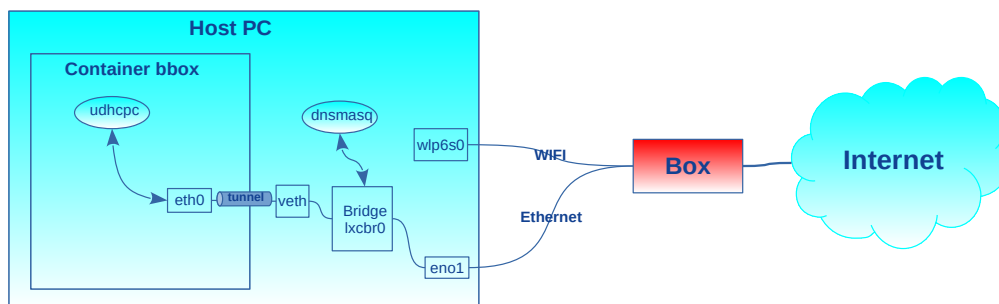 Host PC
Container bbox
udhcpc
dnsmasq
wlp6s0
WIFI
Box
Internet
eth0
tunnel
veth
Bridge
lxcbr0
Ethernet
eno1